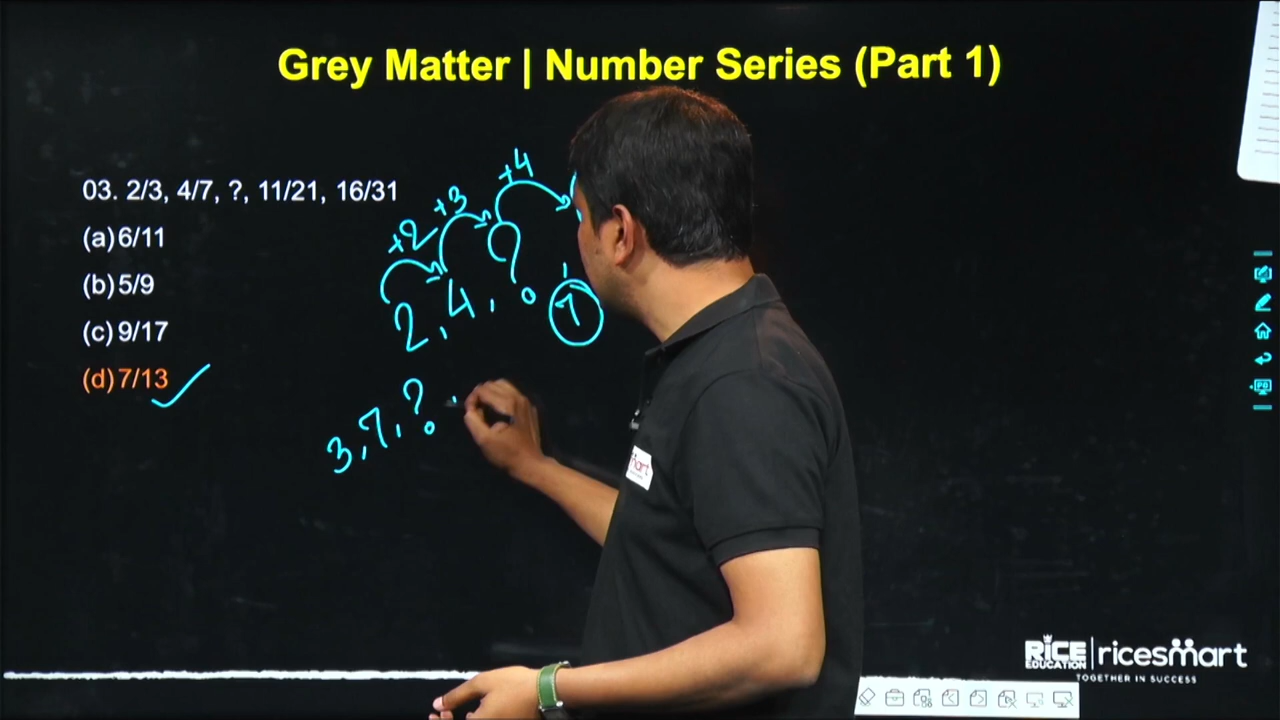 Grey Matter | Number Series (Part 1)
03. 2/3, 4/7, ?, 11/21, 16/31
(a) 6/11
(b) 5/9
(c) 9/17
(d) 7/13
+2 +3 +4
2, 4, ?
7
3, 7, ?
RICE EDUCATION | ricesmart
TOGETHER IN SUCCESS